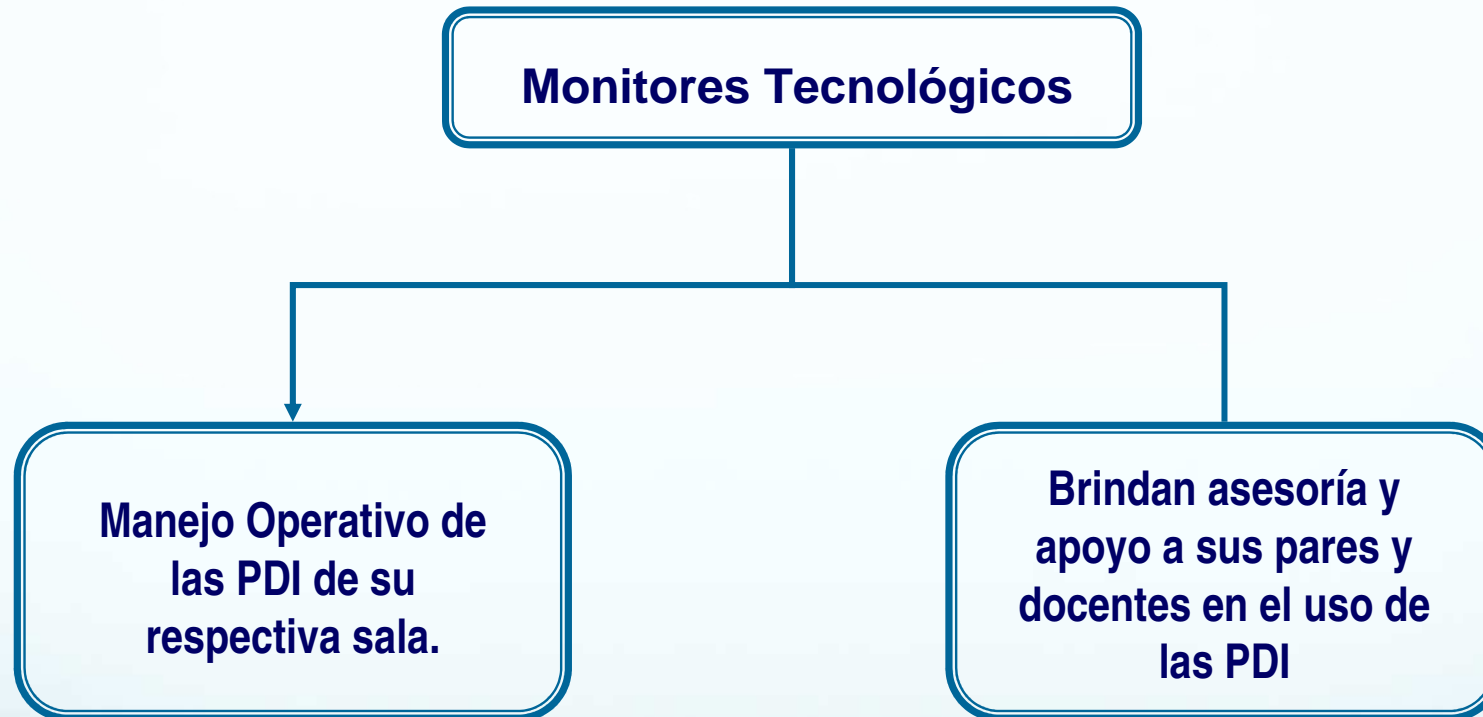 Monitores Tecnológicos
Manejo Operativo de
las PDI de su
respectiva sala.
Brindan asesoría y
apoyo a sus pares y
docentes en el uso de
las PDI